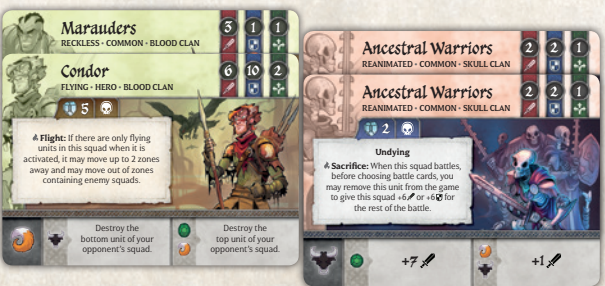 Marauders
3 1 1
RECKLESS • COMMON • BLOOD CLAN
Condor
6 10 2
FLYING • HERO • BLOOD CLAN
5
Flight: If there are only flying
units in this squad when it is
activated, it may move up to 2 zones
away and may move out of zones
containing enemy squads.
Destroy the
bottom unit of your
opponent's squad.
Destroy the
top unit of your
opponent's squad.
Ancestral Warriors
2 2 1
REANIMATED • COMMON • SKULL CLAN
Ancestral Warriors
2 2 1
REANIMATED • COMMON • SKULL CLAN
2
Undying
Sacrifice: When this squad battles,
before choosing battle cards, you
may remove this unit from the game
to give this squad +6 or +6 for
the rest of the battle.
+7
+1